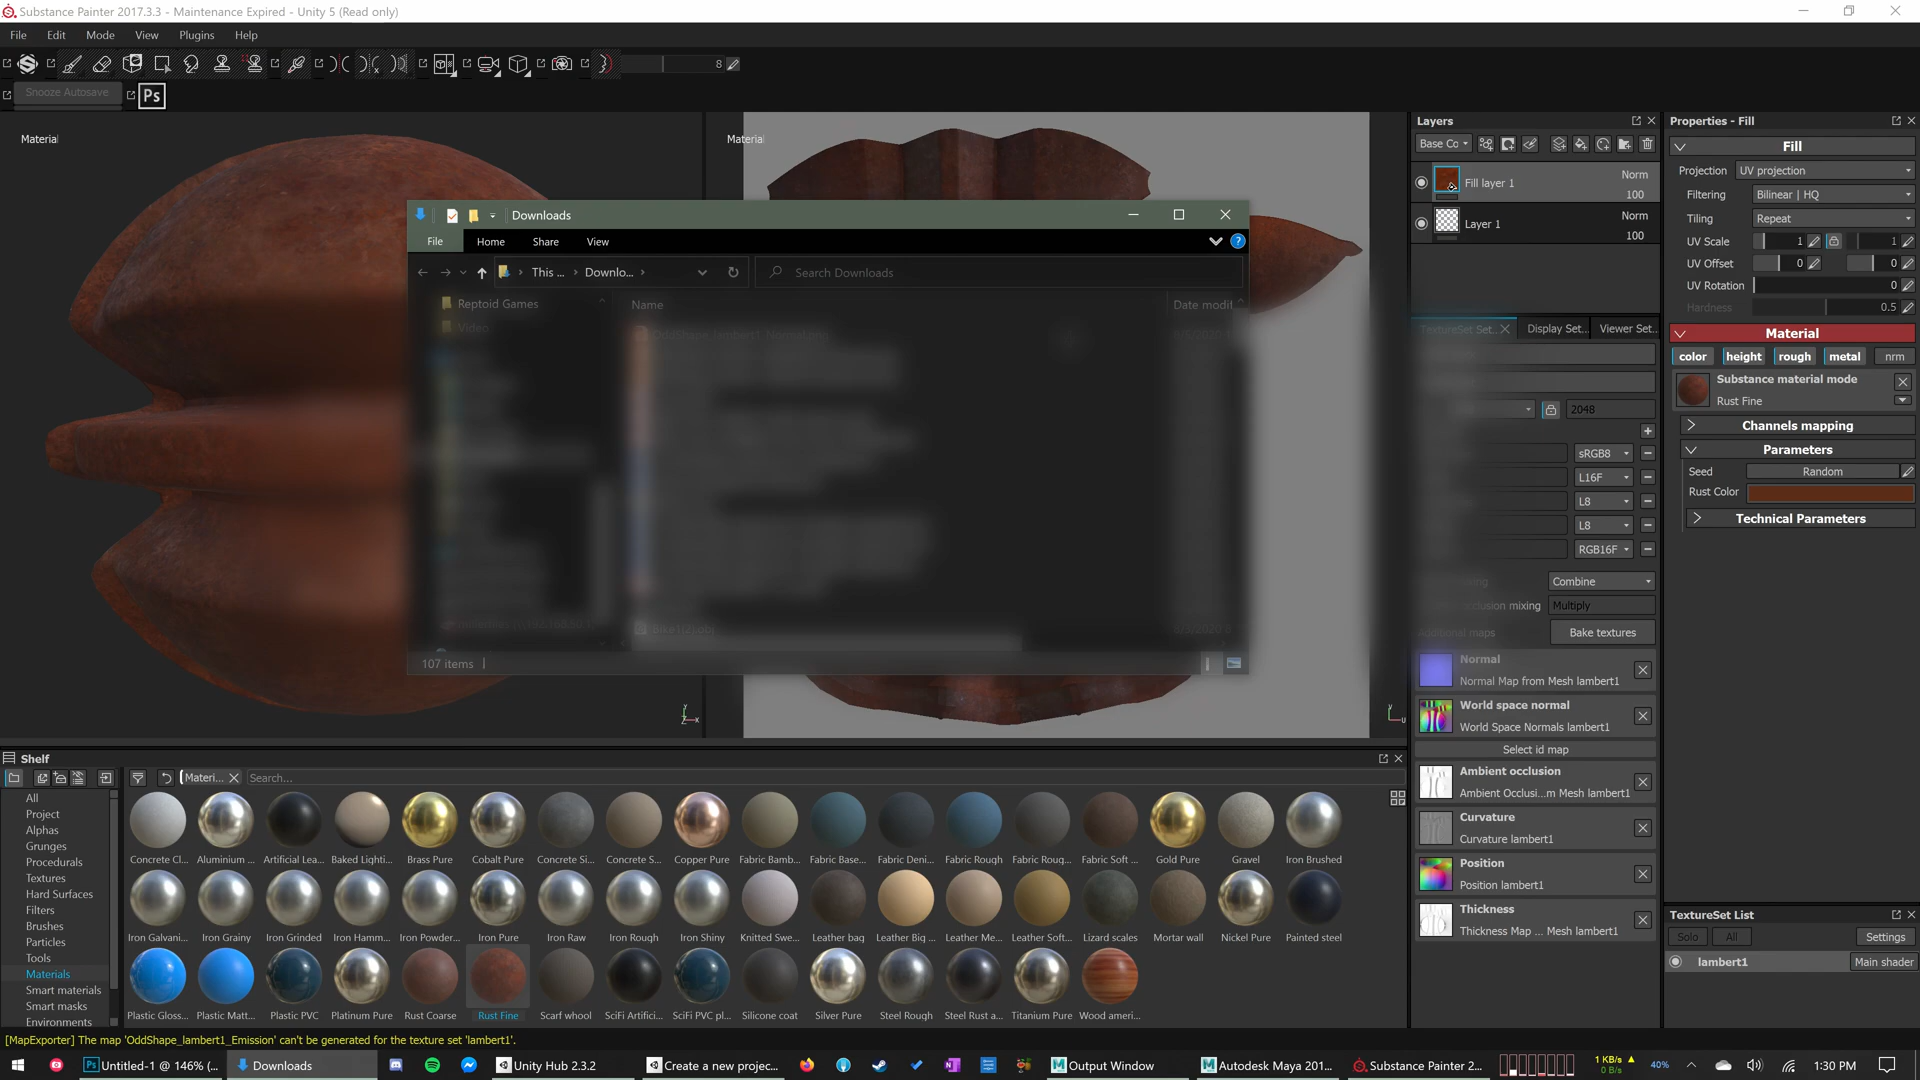 Substance Painter 2017.3.3 - Maintenance Expired - Unity 5 (Read only)
File Edit Mode View Plugins Help
8
Snooze Autosave Ps
Material
Material
Downloads
File Home Share View
This ... Downlo... Search Downloads
Reptoid Games
Video
Name Date modif
OddShape_lambert1_Normal.png
Bike1(2).obj
107 items
Layers
Base Co
Fill layer 1 Norm 100
Layer 1 Norm 100
TextureSet Set... Display Set... Viewer Set...
2048
sRGB8
L16F
L8
L8
RGB16F
Combine
occlusion mixing Multiply
maps Bake textures
Normal
Normal Map from Mesh lambert1
World space normal
World Space Normals lambert1
Select id map
Ambient occlusion
Ambient Occlusi...m Mesh lambert1
Curvature
Curvature lambert1
Position
Position lambert1
Thickness
Thickness Map ... Mesh lambert1
Properties - Fill
Fill
Projection UV projection
Filtering Bilinear | HQ
Tiling Repeat
UV Scale 1 1
UV Offset 0 0
UV Rotation 0
Hardness 0.5
Material
color height rough metal nrm
Substance material mode
Rust Fine
Channels mapping
Parameters
Seed Random
Rust Color
Technical Parameters
TextureSet List
Solo All Settings
lambert1 Main shader
Shelf
Materi... Search...
All
Project
Alphas
Grunges
Procedurals
Textures
Hard Surfaces
Filters
Brushes
Particles
Tools
Materials
Smart materials
Smart masks
Environments
Concrete Cl... Aluminium ... Artificial Lea... Baked Lighti... Brass Pure Cobalt Pure Concrete Si... Concrete S... Copper Pure Fabric Bamb... Fabric Base... Fabric Deni... Fabric Rough Fabric Roug... Fabric Soft ... Gold Pure Gravel Iron Brushed
Iron Galvani... Iron Grainy Iron Grinded Iron Hamm... Iron Powder... Iron Pure Iron Raw Iron Rough Iron Shiny Knitted Swe... Leather bag Leather Big ... Leather Me... Leather Soft... Lizard scales Mortar wall Nickel Pure Painted steel
Plastic Gloss... Plastic Matt... Plastic PVC Platinum Pure Rust Coarse Rust Fine Scarf whool SciFi Artifici... SciFi PVC pl... Silicone coat Silver Pure Steel Rough Steel Rust a... Titanium Pure Wood ameri...
[MapExporter] The map 'OddShape_lambert1_Emission' can't be generated for the texture set 'lambert1'.
Untitled-1 @ 146% (... Downloads Unity Hub 2.3.2 Create a new projec... Output Window Autodesk Maya 201... Substance Painter 2... 1 KB/s 0 B/s 40% 1:30 PM